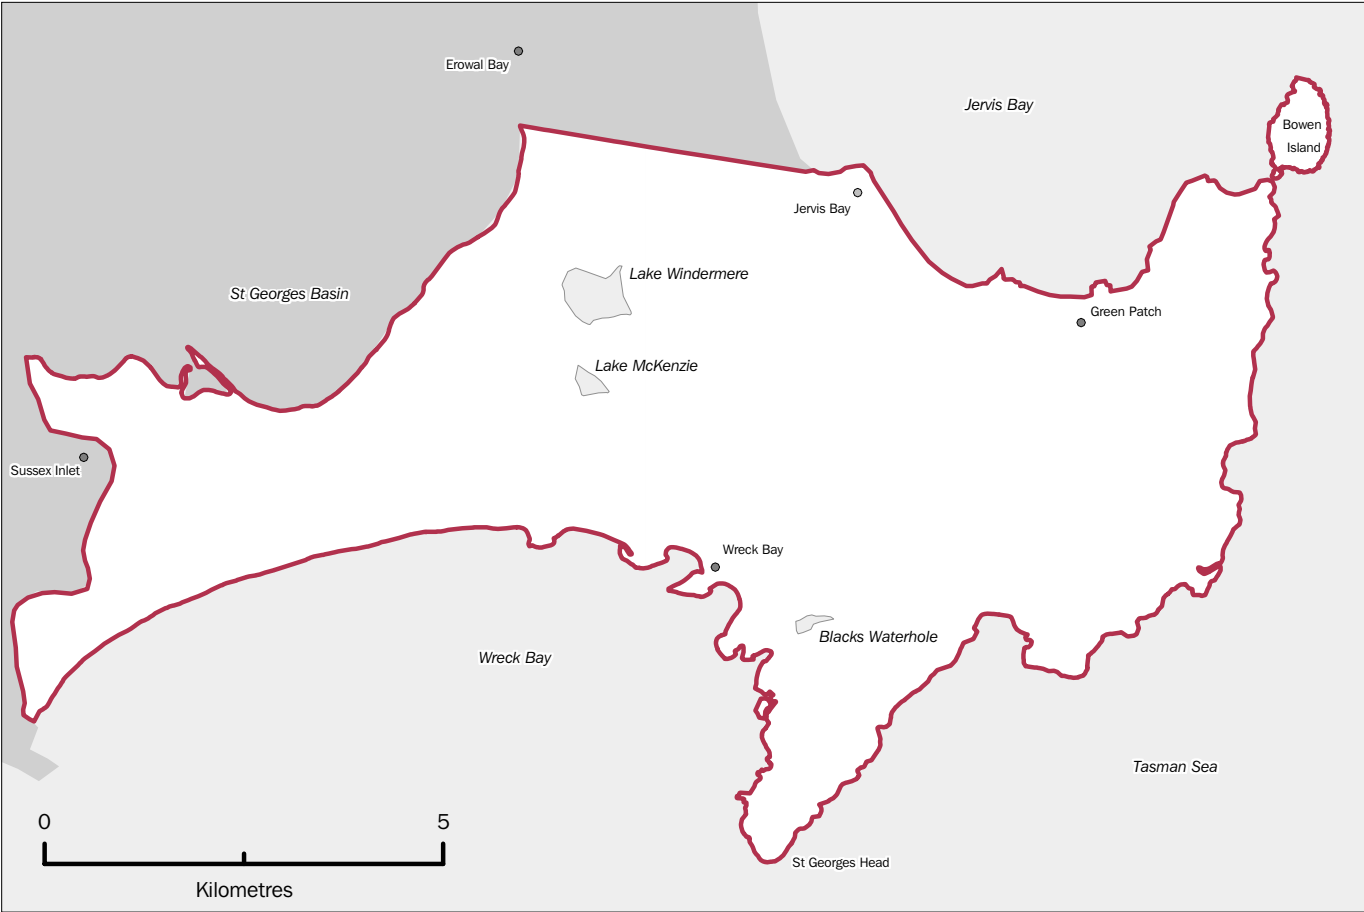 Erowal Bay
Jervis Bay
Bowen
Island
Jervis Bay
Lake Windermere
St Georges Basin
Green Patch
Lake McKenzie
Sussex Inlet
Wreck Bay
Blacks Waterhole
Wreck Bay
Tasman Sea
0 5
Kilometres
St Georges Head